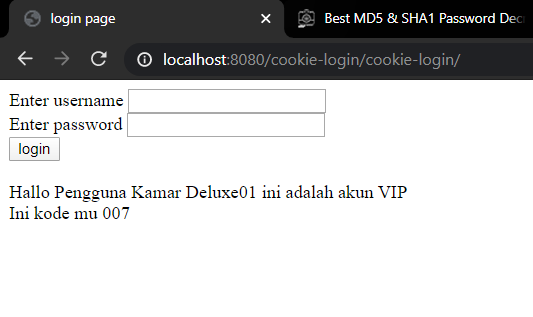 login page
Best MD5 & SHA1 Password Dec
localhost:8080/cookie-login/cookie-login/
Enter username
Enter password
login
Hallo Pengguna Kamar Deluxe01 ini adalah akun VIP
Ini kode mu 007